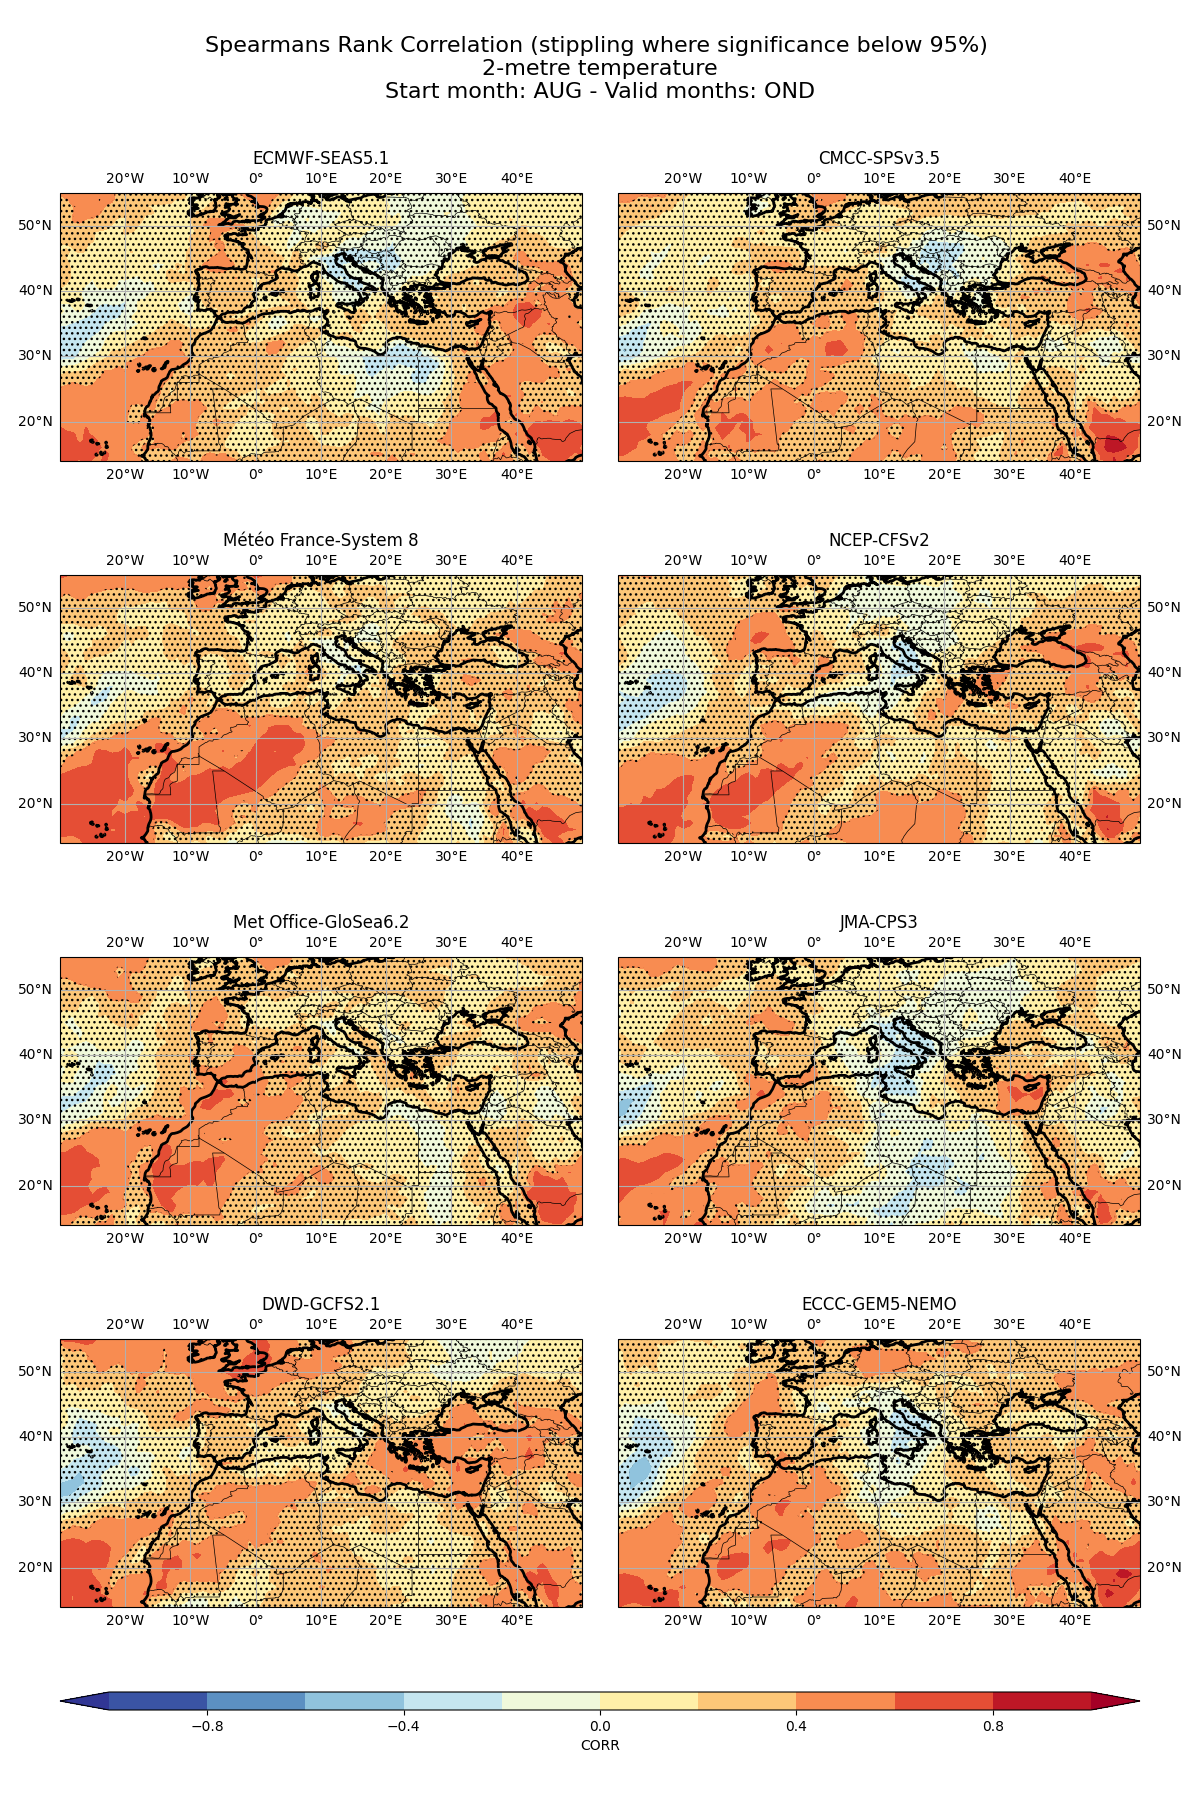 Spearmans Rank Correlation (stippling where significance below 95%)
2-metre temperature
Start month: AUG - Valid months: OND
ECMWF-SEAS5.1
20°W 10°W 0° 10°E 20°E 30°E 40°E
50°N
40°N
30°N
20°N
20°W 10°W 0° 10°E 20°E 30°E 40°E
CMCC-SPSv3.5
20°W 10°W 0° 10°E 20°E 30°E 40°E
50°N
40°N
30°N
20°N
20°W 10°W 0° 10°E 20°E 30°E 40°E
Météo France-System 8
20°W 10°W 0° 10°E 20°E 30°E 40°E
50°N
40°N
30°N
20°N
20°W 10°W 0° 10°E 20°E 30°E 40°E
NCEP-CFSv2
20°W 10°W 0° 10°E 20°E 30°E 40°E
50°N
40°N
30°N
20°N
20°W 10°W 0° 10°E 20°E 30°E 40°E
Met Office-GloSea6.2
20°W 10°W 0° 10°E 20°E 30°E 40°E
50°N
40°N
30°N
20°N
20°W 10°W 0° 10°E 20°E 30°E 40°E
JMA-CPS3
20°W 10°W 0° 10°E 20°E 30°E 40°E
50°N
40°N
30°N
20°N
20°W 10°W 0° 10°E 20°E 30°E 40°E
DWD-GCFS2.1
20°W 10°W 0° 10°E 20°E 30°E 40°E
50°N
40°N
30°N
20°N
20°W 10°W 0° 10°E 20°E 30°E 40°E
ECCC-GEM5-NEMO
20°W 10°W 0° 10°E 20°E 30°E 40°E
50°N
40°N
30°N
20°N
20°W 10°W 0° 10°E 20°E 30°E 40°E
−0.8 −0.4 0.0 0.4 0.8
CORR